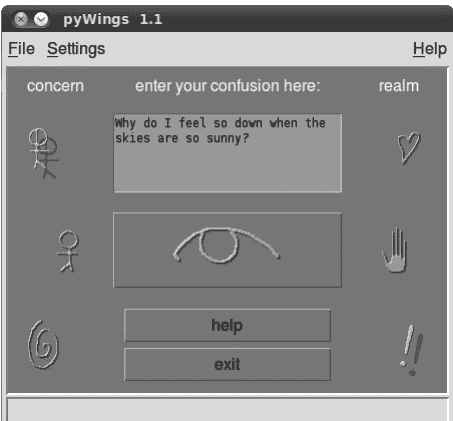 pyWings 1.1
File Settings Help
concern enter your confusion here: realm
Why do I feel so down when the
skies are so sunny?
help
exit